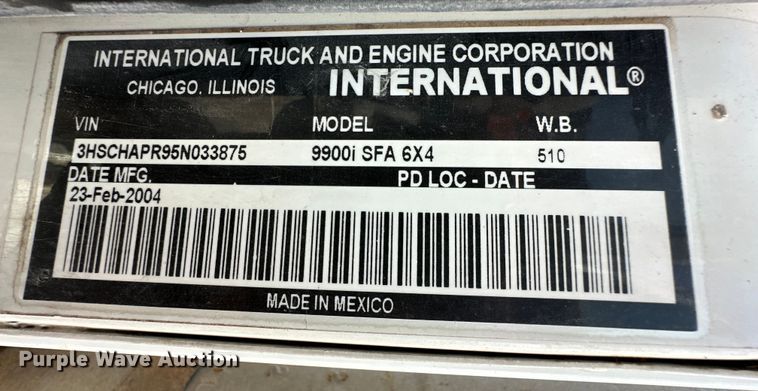 INTERNATIONAL TRUCK AND ENGINE CORPORATION
CHICAGO, ILLINOIS INTERNATIONAL®
VIN MODEL W.B.
3HSCHAPR95N033875 9900i SFA 6X4 510
DATE MFG. PD LOC - DATE
23-Feb-2004
MADE IN MEXICO
Purple Wave Auction